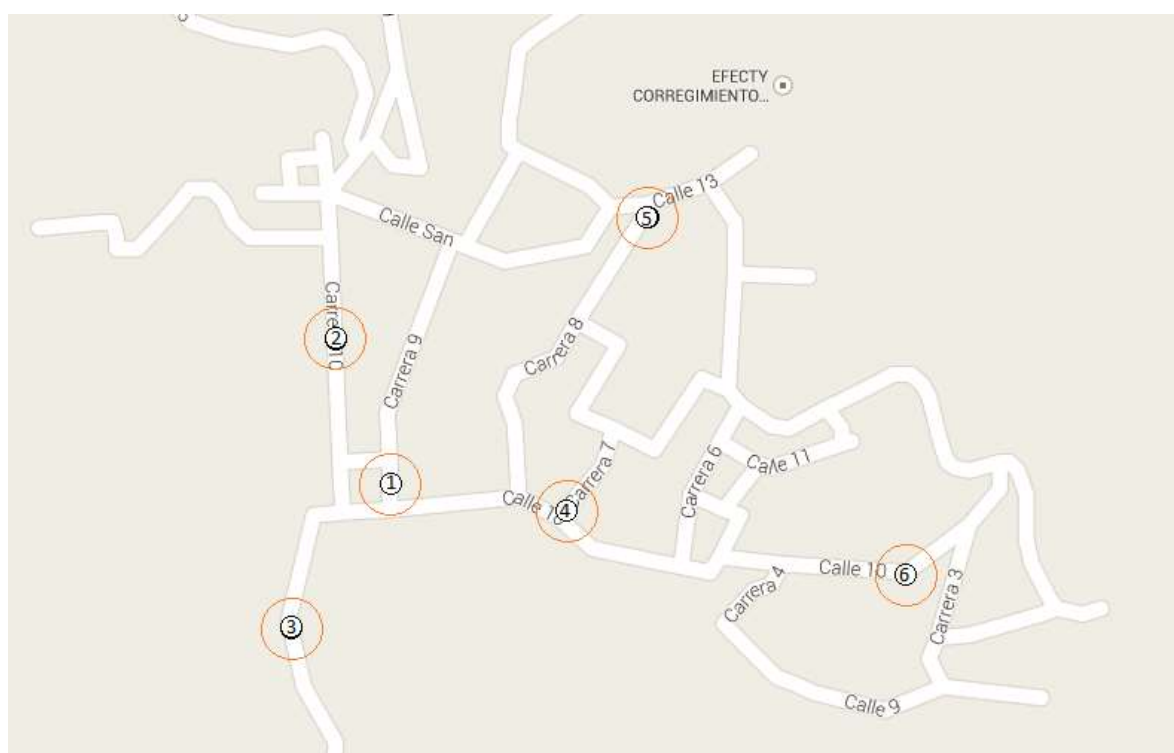 EFECTY
CORREGIMIENTO...
Calle 13
⑤
Calle San
Carrera 10
②
Carrera 9
Carrera 8
①
Carrera 7
Calle 10
④
Carrera 6
Calle 11
Calle 10
⑥
Carrera 4
Carrera 3
③
Calle 9